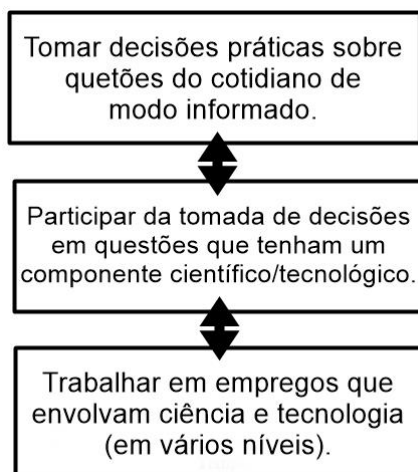 Tomar decisões práticas sobre
quetões do cotidiano de
modo informado.
Participar da tomada de decisões
em questões que tenham um
componente científico/tecnológico.
Trabalhar em empregos que
envolvam ciência e tecnologia
(em vários níveis).